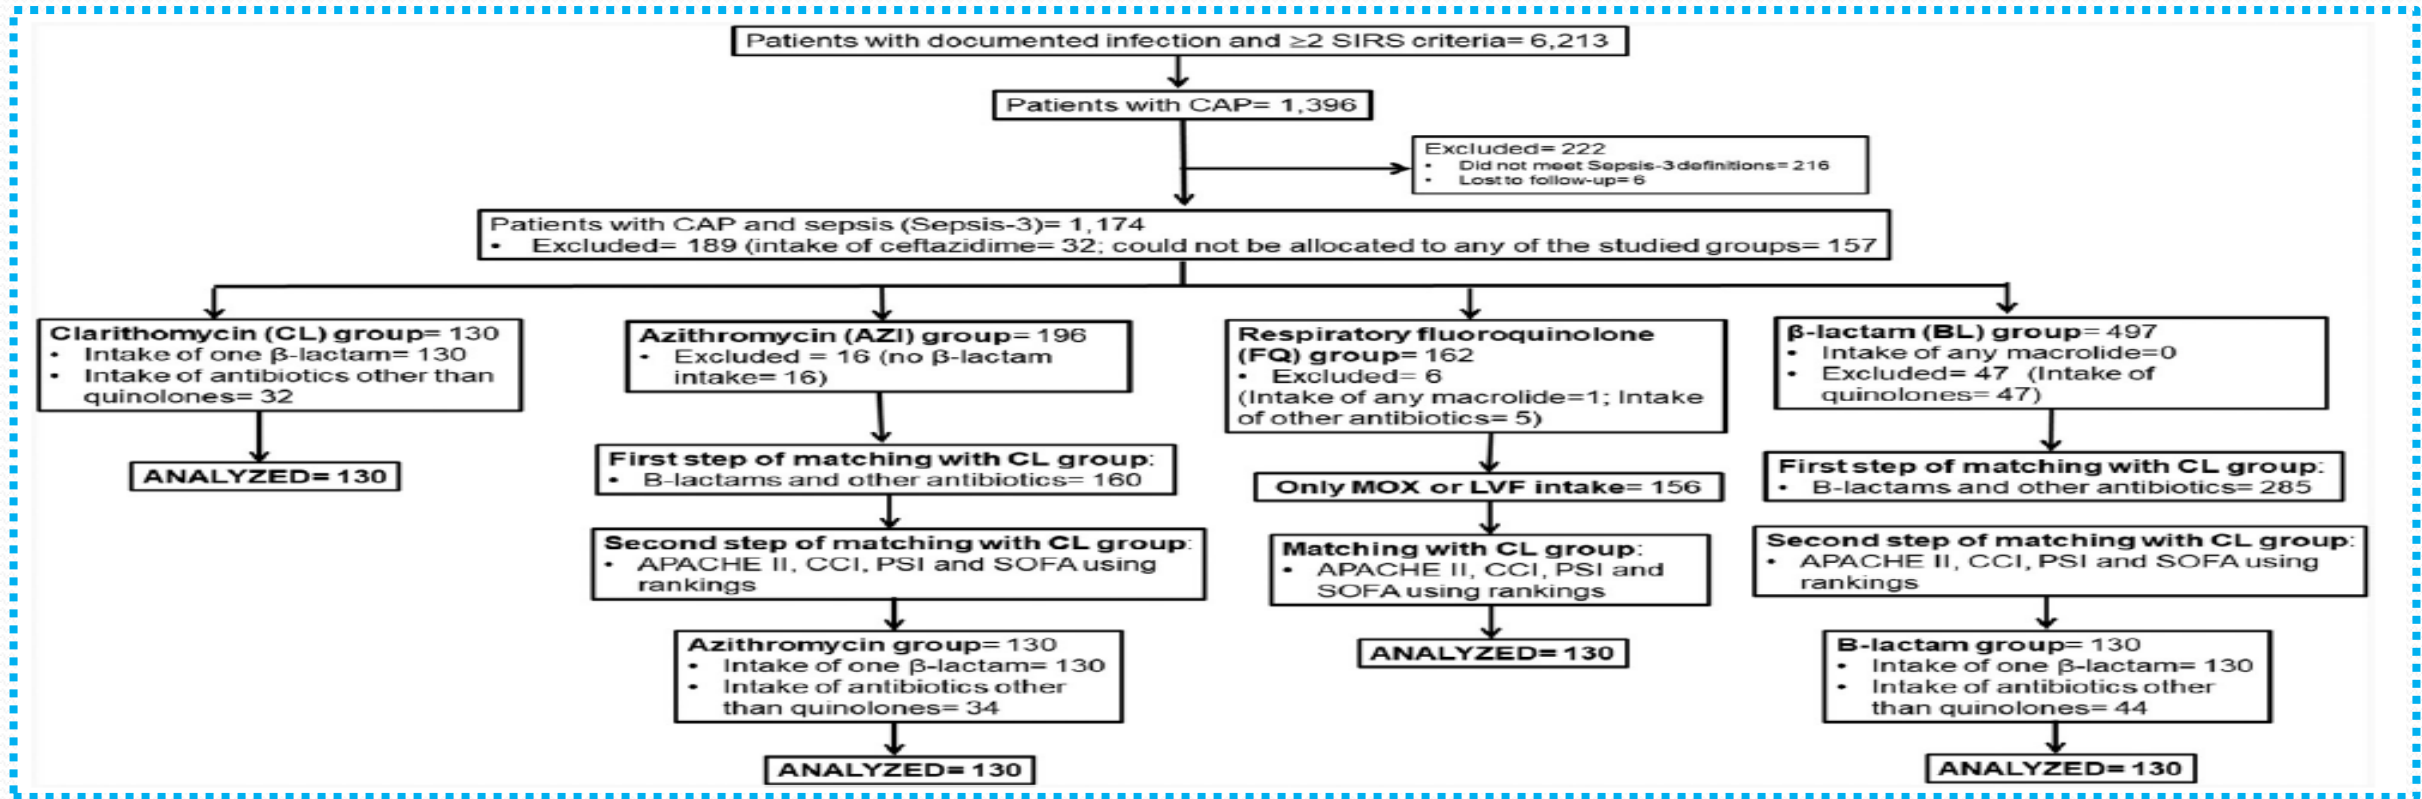 Patients with documented infection and ≥2 SIRS criteria= 6,213
Patients with CAP= 1,396
Excluded= 222
• Did not meet Sepsis-3 definitions= 216
• Lost to follow-up= 6
Patients with CAP and sepsis (Sepsis-3)= 1,174
• Excluded= 189 (intake of ceftazidime= 32; could not be allocated to any of the studied groups= 157
Clarithomycin (CL) group= 130
• Intake of one β-lactam= 130
• Intake of antibiotics other than
quinolones= 32
ANALYZED= 130
Azithromycin (AZI) group= 196
• Excluded = 16 (no β-lactam
intake= 16)
First step of matching with CL group:
• B-lactams and other antibiotics= 160
Second step of matching with CL group:
• APACHE II, CCI, PSI and SOFA using
rankings
Azithromycin group= 130
• Intake of one β-lactam= 130
• Intake of antibiotics other
than quinolones= 34
ANALYZED= 130
Respiratory fluoroquinolone
(FQ) group= 162
• Excluded= 6
(Intake of any macrolide=1; Intake
of other antibiotics= 5)
Only MOX or LVF intake= 156
Matching with CL group:
• APACHE II, CCI, PSI and
SOFA using rankings
ANALYZED= 130
β-lactam (BL) group= 497
• Intake of any macrolide=0
• Excluded= 47 (Intake of
quinolones= 47)
First step of matching with CL group:
• B-lactams and other antibiotics= 285
Second step of matching with CL group:
• APACHE II, CCI, PSI and SOFA using
rankings
B-lactam group= 130
• Intake of one β-lactam= 130
• Intake of antibiotics other
than quinolones= 44
ANALYZED= 130